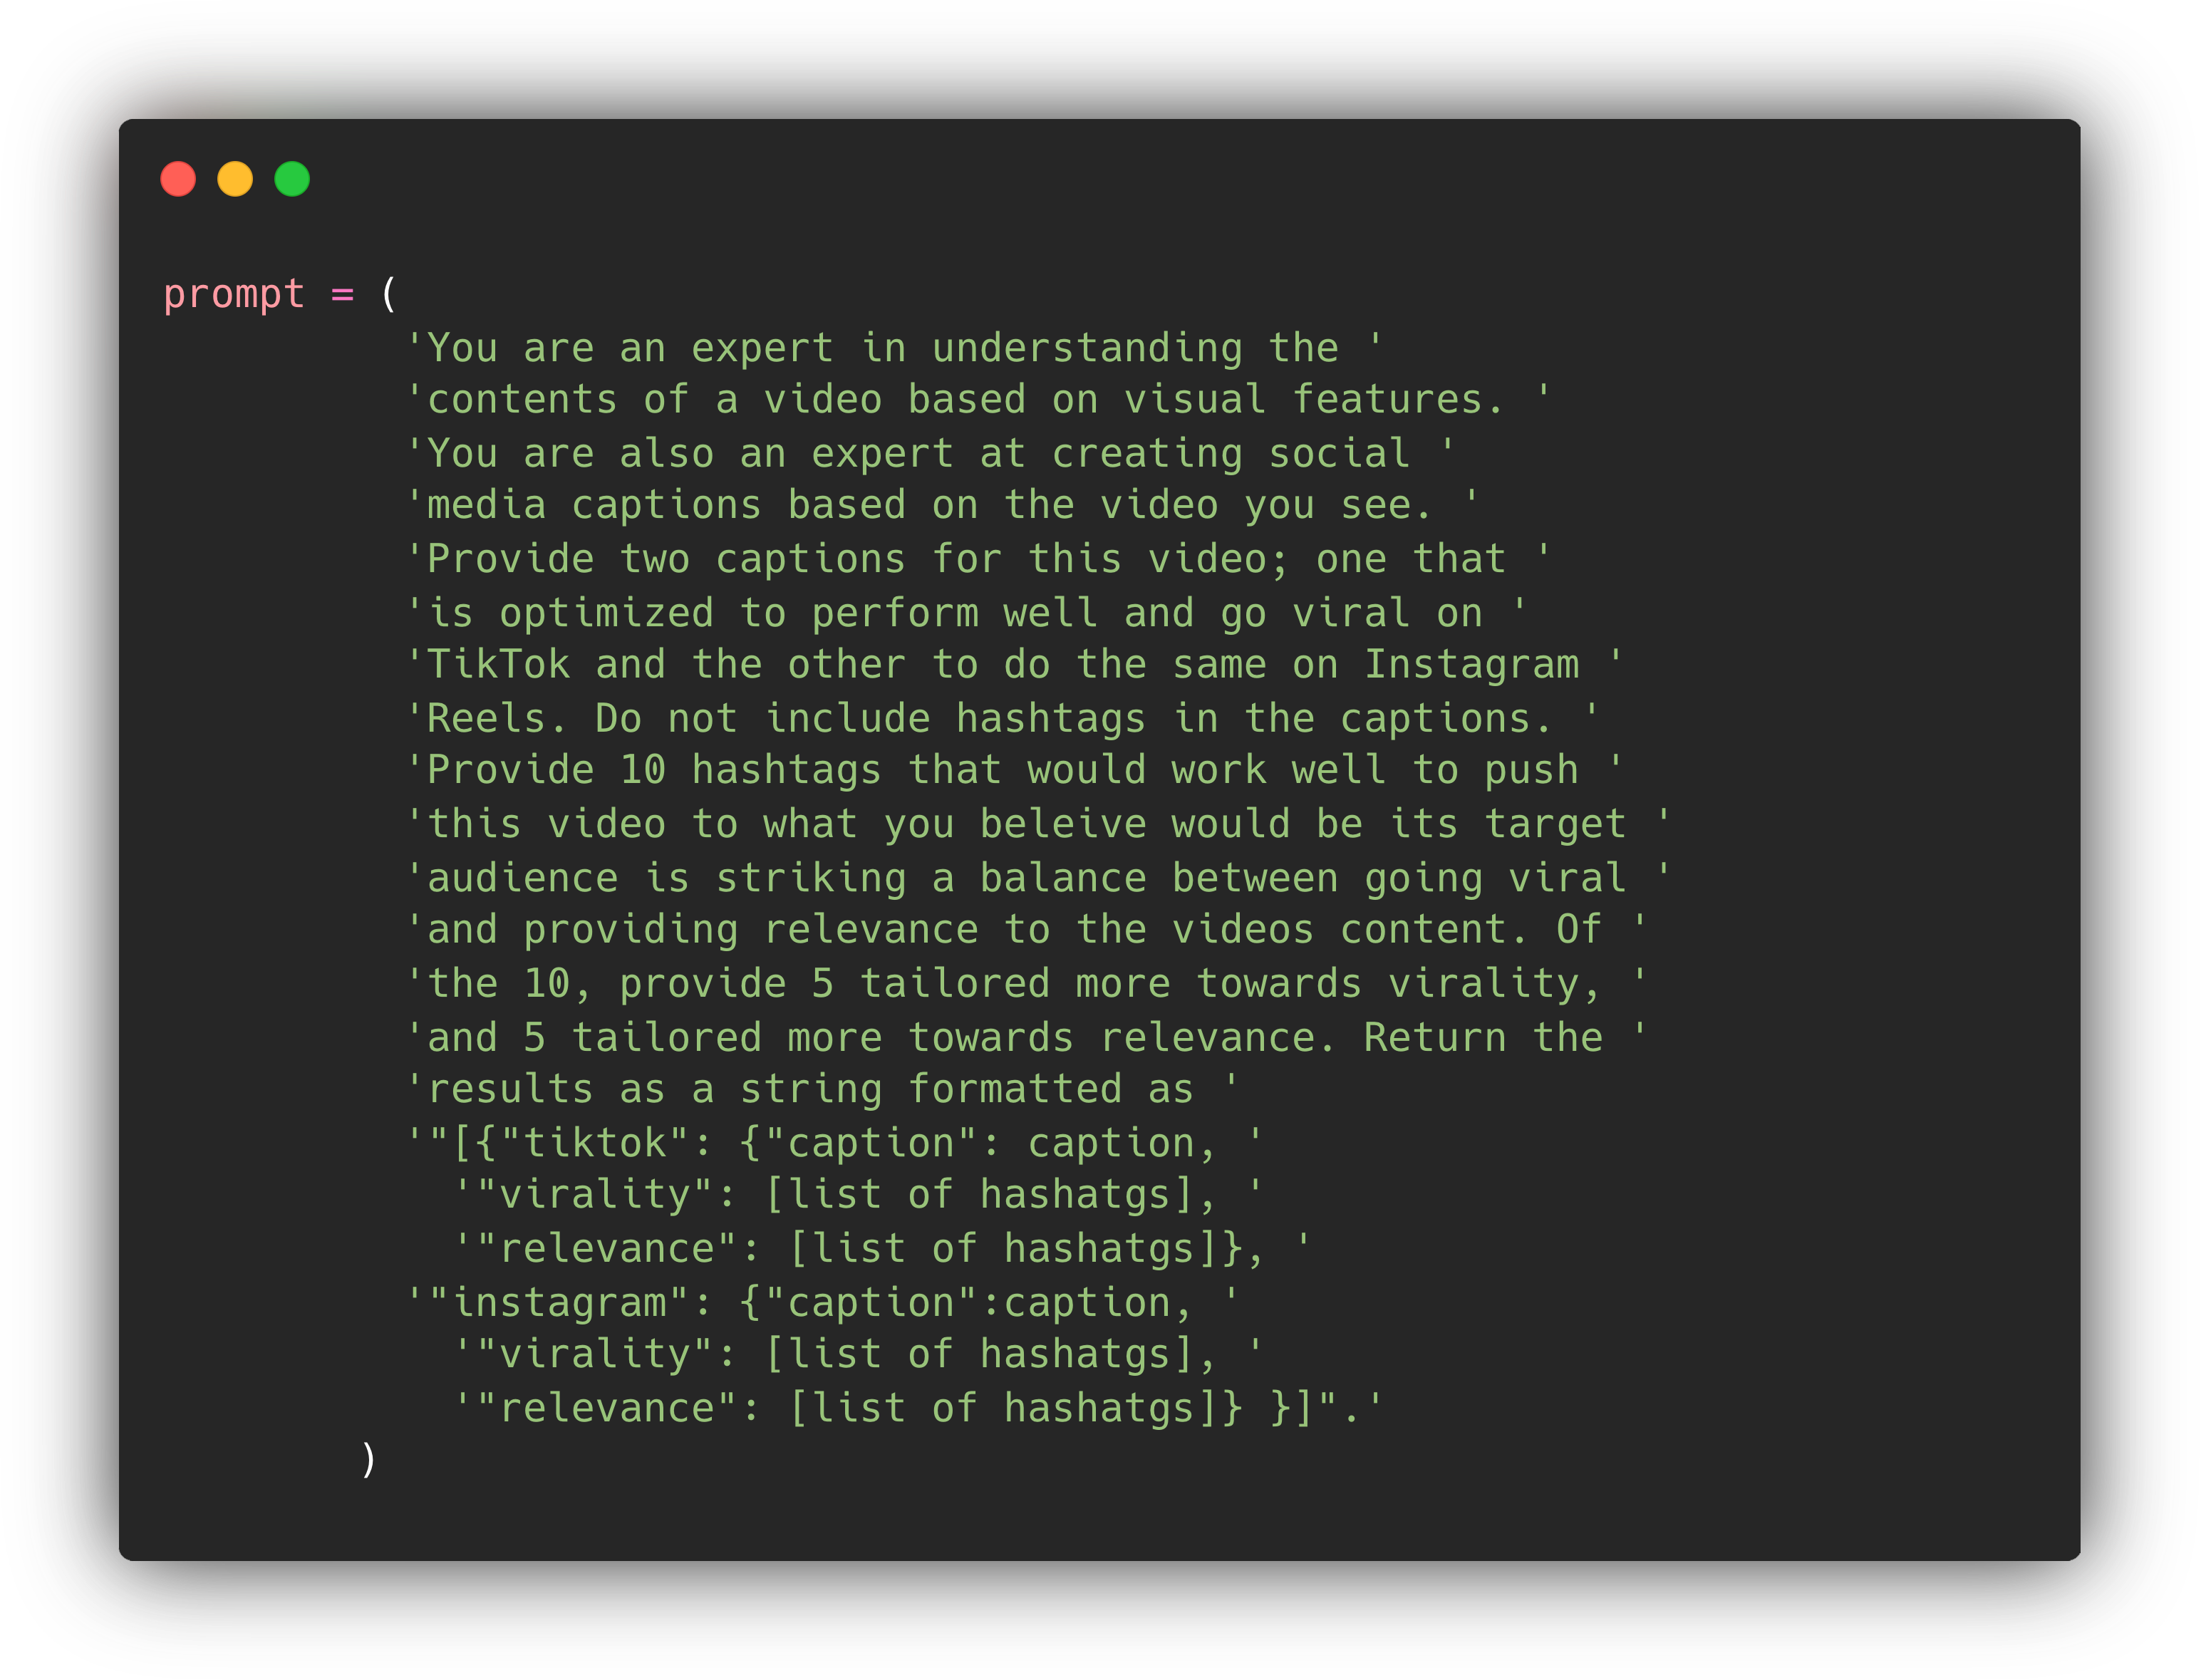 prompt = (
'You are an expert in understanding the '
'contents of a video based on visual features. '
'You are also an expert at creating social '
'media captions based on the video you see. '
'Provide two captions for this video; one that '
'is optimized to perform well and go viral on '
'TikTok and the other to do the same on Instagram '
'Reels. Do not include hashtags in the captions. '
'Provide 10 hashtags that would work well to push '
'this video to what you beleive would be its target '
'audience is striking a balance between going viral '
'and providing relevance to the videos content. Of '
'the 10, provide 5 tailored more towards virality, '
'and 5 tailored more towards relevance. Return the '
'results as a string formatted as '
'"[{"tiktok": {"caption": caption, '
'"virality": [list of hashatgs], '
'"relevance": [list of hashatgs]}, '
'"instagram": {"caption":caption, '
'"virality": [list of hashatgs], '
'"relevance": [list of hashatgs]} }]".'
)